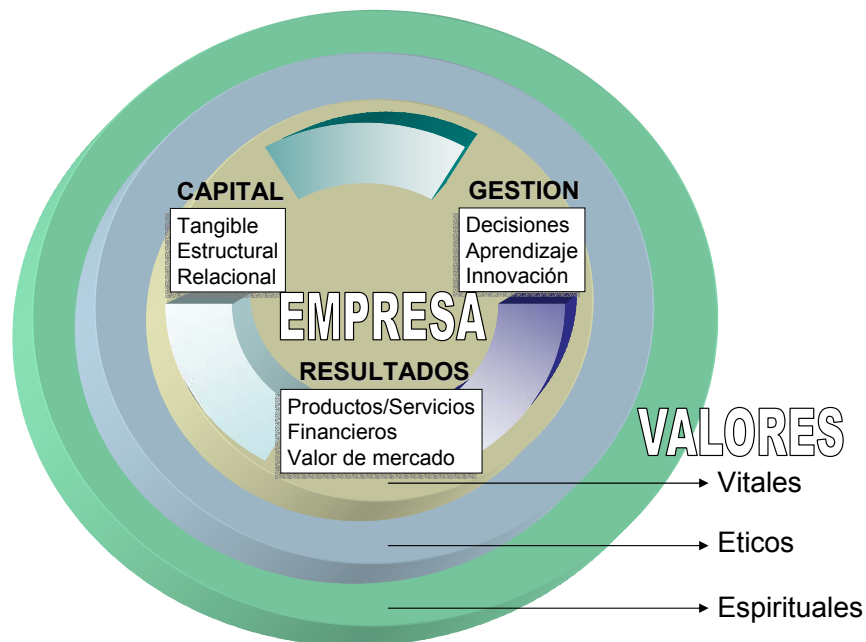 CAPITAL
Tangible
Estructural
Relacional
GESTION
Decisiones
Aprendizaje
Innovación
EMPRESA
RESULTADOS
Productos/Servicios
Financieros
Valor de mercado
VALORES
Vitales
Eticos
Espirituales